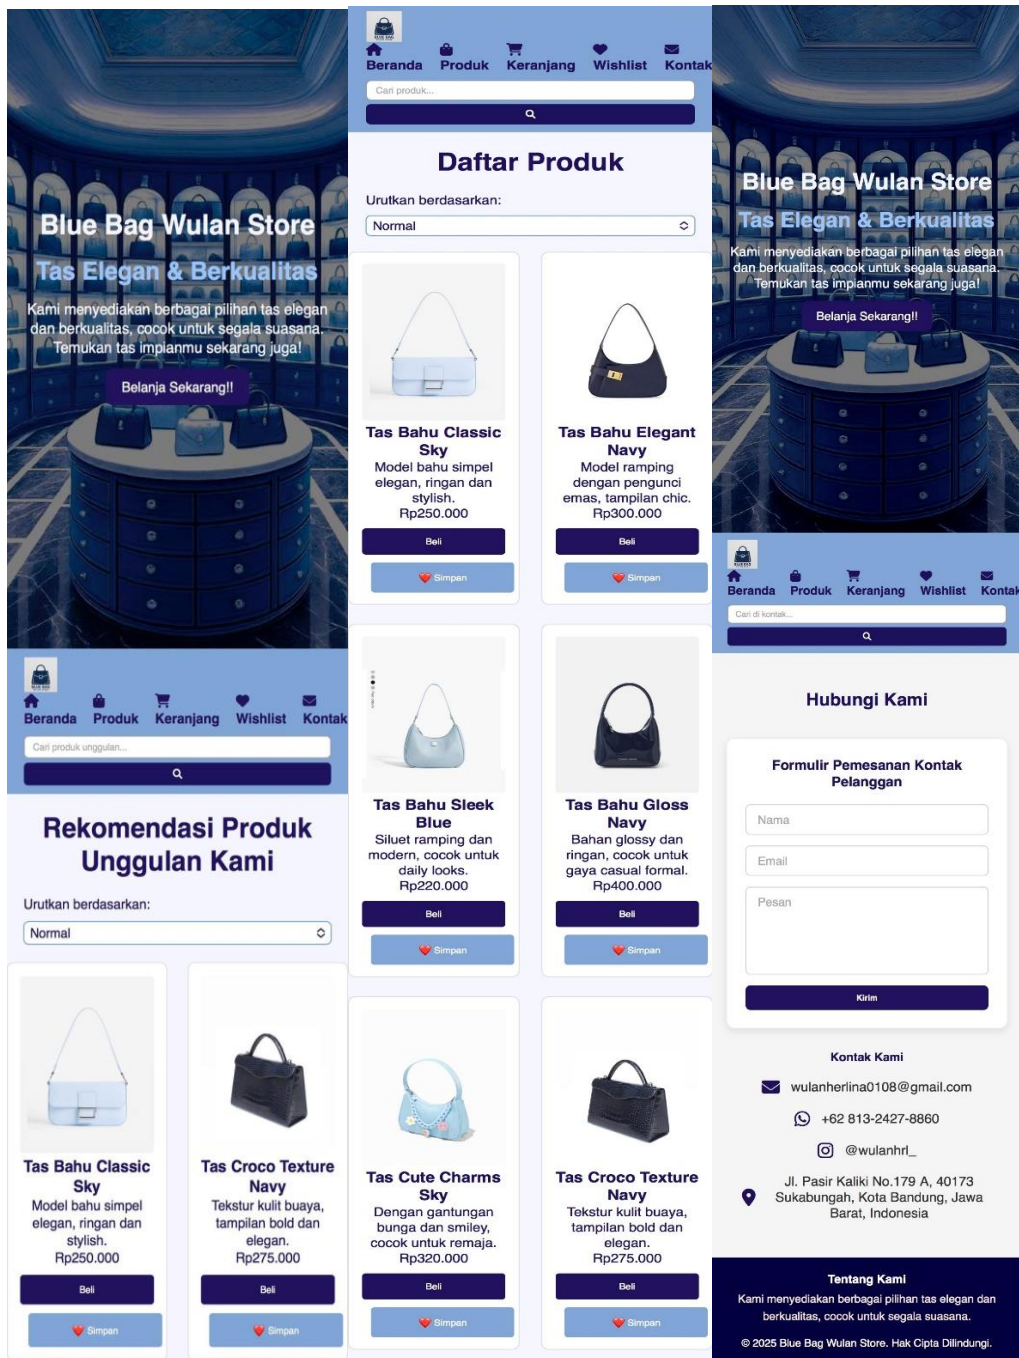 Blue Bag Wulan Store
Tas Elegan & Berkualitas
Kami menyediakan berbagai pilihan tas elegan
dan berkualitas, cocok untuk segala suasana.
Temukan tas impianmu sekarang juga!
Belanja Sekarang!!
BLUE BAG
Beranda Produk Keranjang Wishlist Kontak
Cari produk unggulan...
Rekomendasi Produk
Unggulan Kami
Urutkan berdasarkan:
Normal
Tas Bahu Classic
Sky
Model bahu simpel
elegan, ringan dan
stylish.
Rp250.000
Beli
Simpan
Tas Croco Texture
Navy
Tekstur kulit buaya,
tampilan bold dan
elegan.
Rp275.000
Beli
Simpan
BLUE BAG
Beranda Produk Keranjang Wishlist Kontak
Cari produk...
Daftar Produk
Urutkan berdasarkan:
Normal
Tas Bahu Classic
Sky
Model bahu simpel
elegan, ringan dan
stylish.
Rp250.000
Beli
Simpan
Tas Bahu Elegant
Navy
Model ramping
dengan pengunci
emas, tampilan chic.
Rp300.000
Beli
Simpan
Tas Bahu Sleek
Blue
Siluet ramping dan
modern, cocok untuk
daily looks.
Rp220.000
Beli
Simpan
Tas Bahu Gloss
Navy
Bahan glossy dan
ringan, cocok untuk
gaya casual formal.
Rp400.000
Beli
Simpan
Tas Cute Charms
Sky
Dengan gantungan
bunga dan smiley,
cocok untuk remaja.
Rp320.000
Beli
Simpan
Tas Croco Texture
Navy
Tekstur kulit buaya,
tampilan bold dan
elegan.
Rp275.000
Beli
Simpan
Blue Bag Wulan Store
Tas Elegan & Berkualitas
Kami menyediakan berbagai pilihan tas elegan
dan berkualitas, cocok untuk segala suasana.
Temukan tas impianmu sekarang juga!
Belanja Sekarang!!
BLUE BAG
Beranda Produk Keranjang Wishlist Kontak
Cari di kontak...
Hubungi Kami
Formulir Pemesanan Kontak
Pelanggan
Nama
Email
Pesan
Kirim
Kontak Kami
wulanherlina0108@gmail.com
+62 813-2427-8860
@wulanhrl_
Jl. Pasir Kaliki No.179 A, 40173
Sukabungah, Kota Bandung, Jawa
Barat, Indonesia
Tentang Kami
Kami menyediakan berbagai pilihan tas elegan dan
berkualitas, cocok untuk segala suasana.
© 2025 Blue Bag Wulan Store. Hak Cipta Dilindungi.